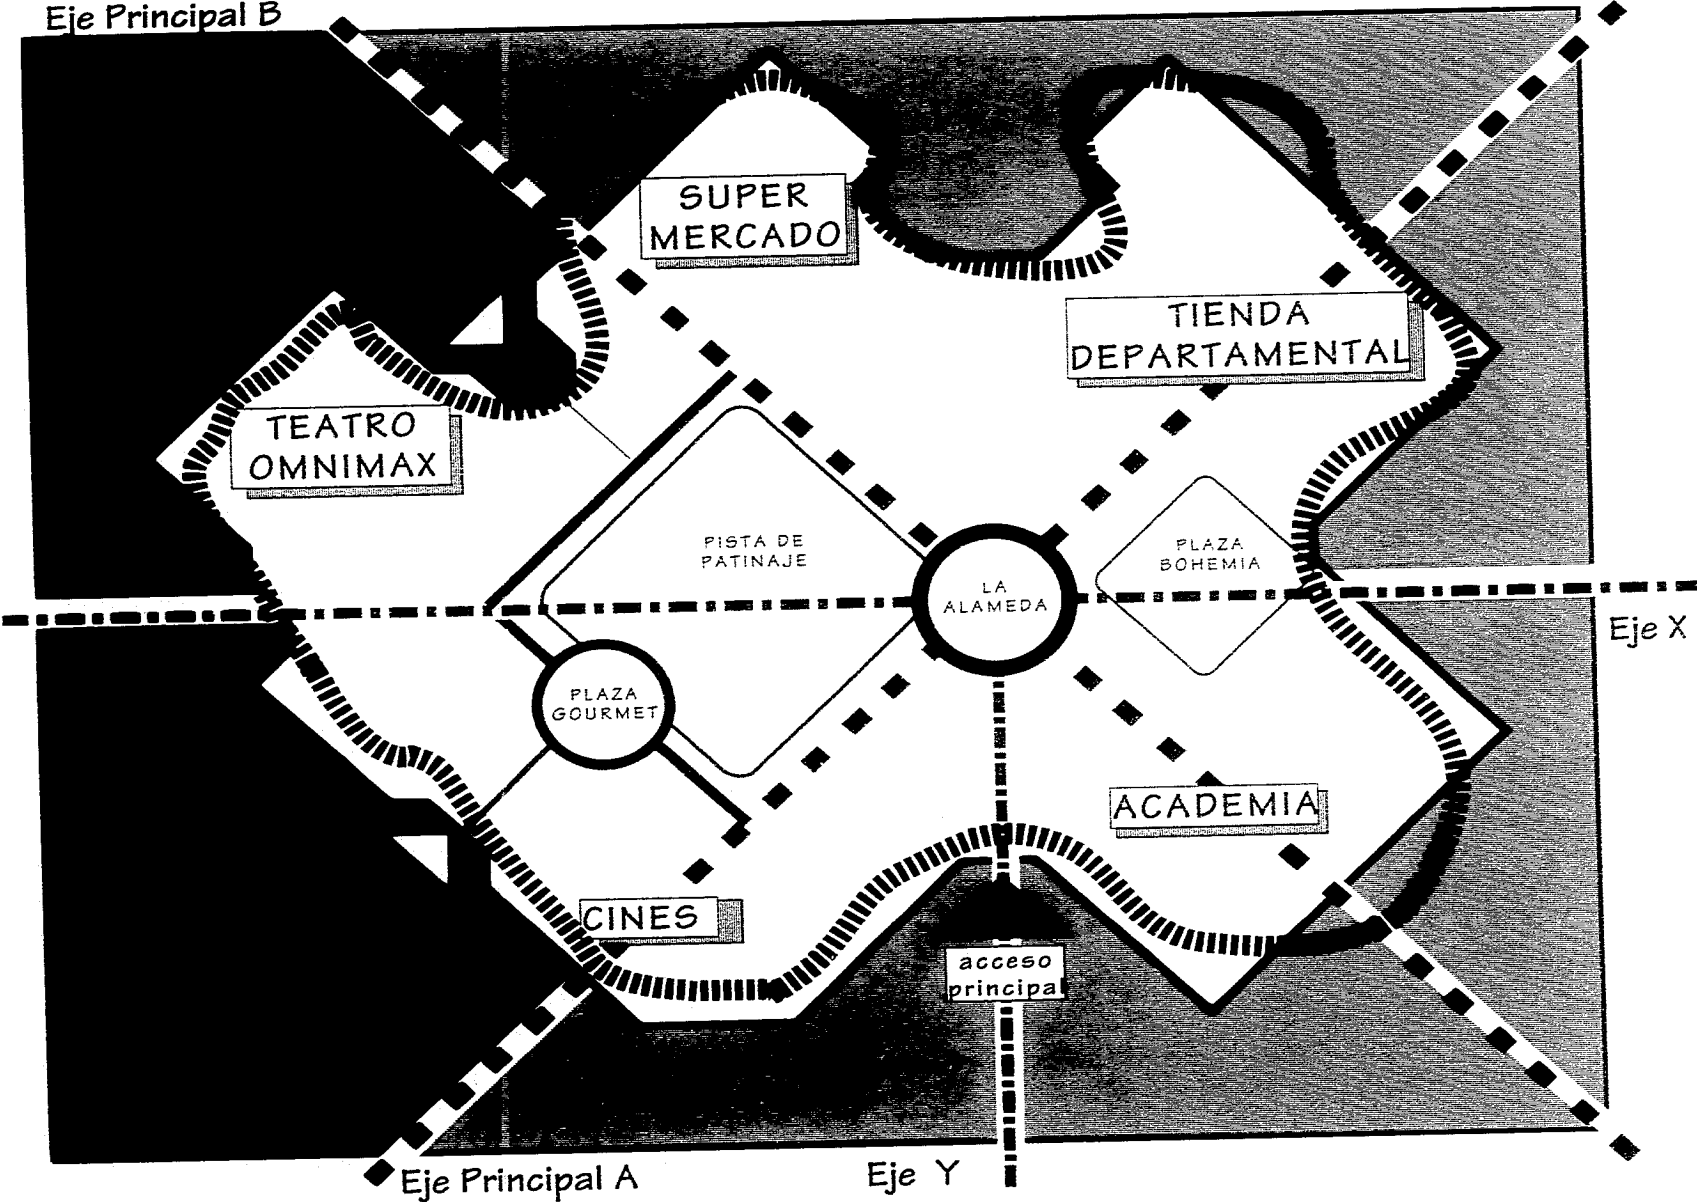 Eje Principal B
SUPER
MERCADO
TIENDA
DEPARTAMENTAL
TEATRO
OMNIMAX
PISTA DE
PATINAJE
PLAZA
BOHEMIA
LA
ALAMEDA
Eje X
PLAZA
GOURMET
ACADEMIA
CINES
acceso
principal
Eje Principal A
Eje Y